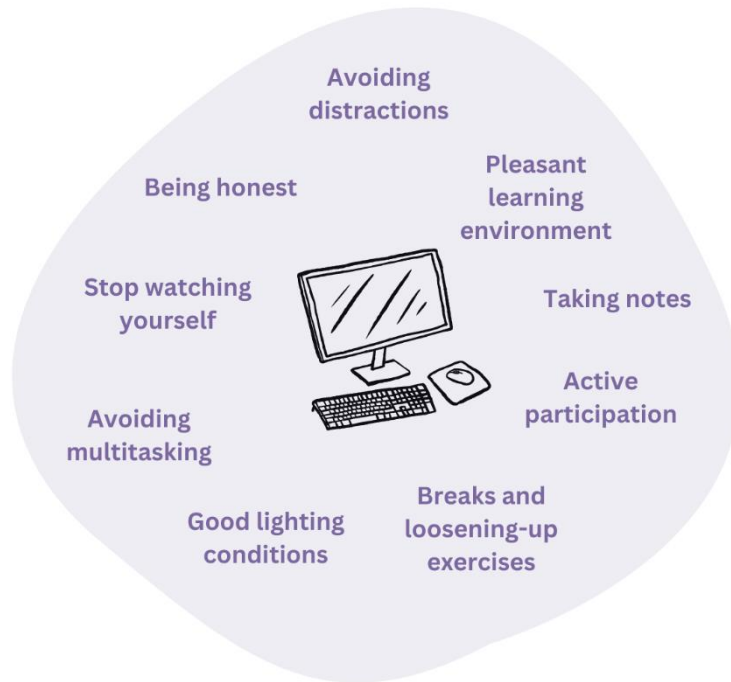 Avoiding
distractions
Pleasant
learning
environment
Taking notes
Active
participation
Breaks and
loosening-up
exercises
Good lighting
conditions
Avoiding
multitasking
Stop watching
yourself
Being honest